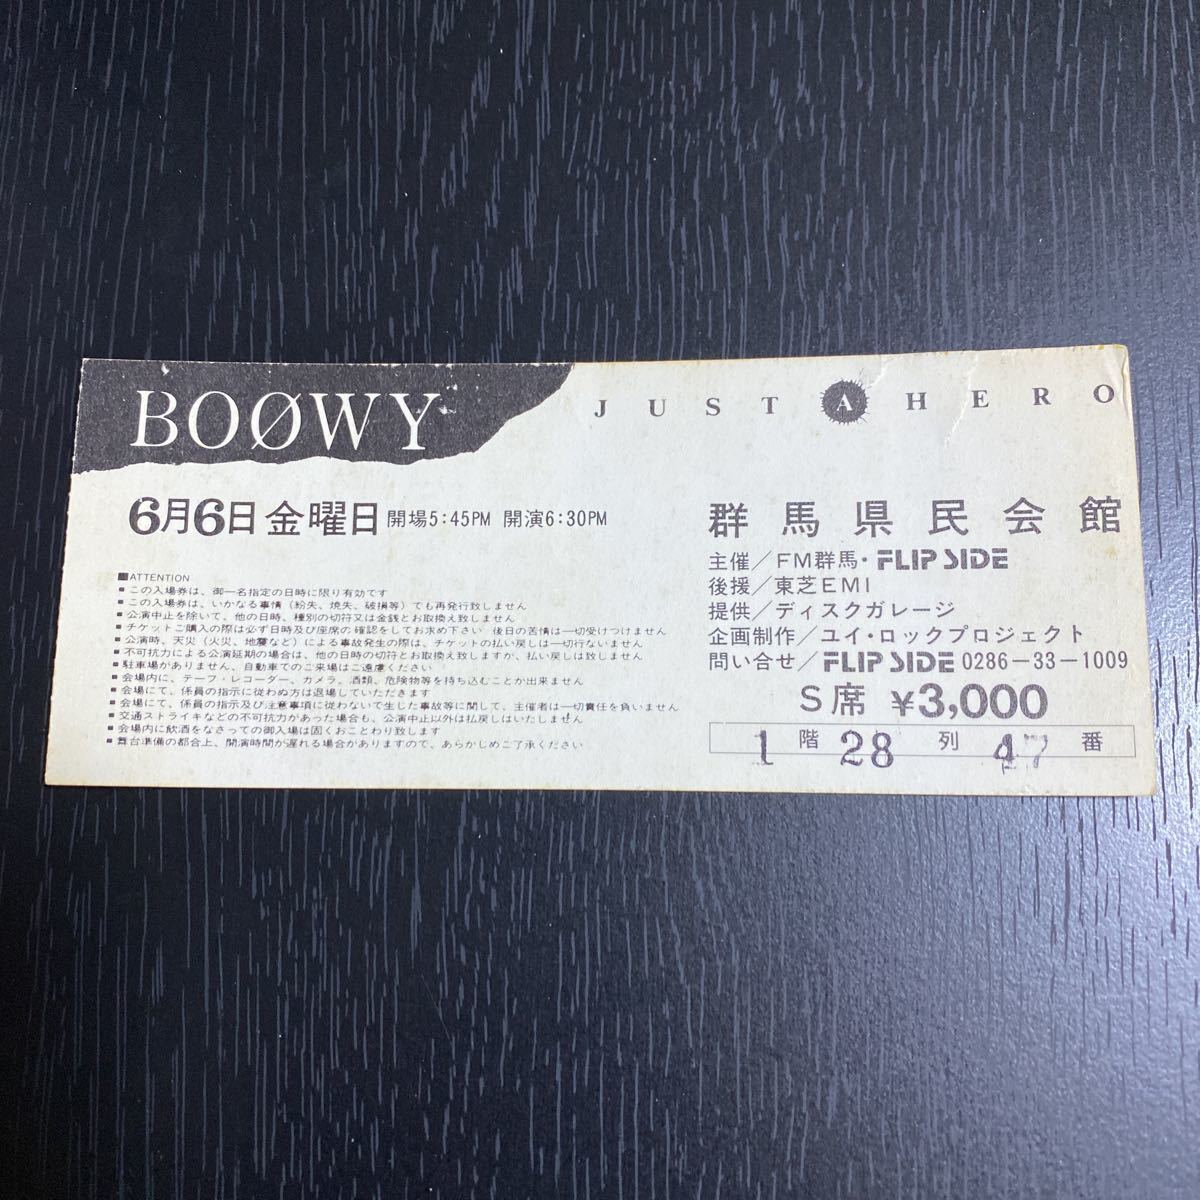 BOØWY
JUST A HERO
6月6日金曜日 開場5:45PM 開演6:30PM
■ATTENTION
● この入場券は、御一名指定の日時に限り有効です
● この入場券は、いかなる事情（紛失、焼失、破損等）ても再発行致しません
● 公演中止を除いて、他の日時、種別の切符又は金銭とお取換え致しません
● チケットご購入の際は必ず日時及び座席の確認をしてお求め下さい 後日の苦情は一切受けつけません
● 公演時、天災（火災、地震など）による事故発生の際は、チケットの払い戻しは一切行ないません
● 不可抗力による公演延期の場合は、他の日時の切符とお取換え致しますが、払い戻しは致しません
● 駐車場がありません、自動車てのご来場はご遠慮ください
● 会場内に、テープ・レコーダー、カメラ、酒類、危険物等を持ち込むことか出来ません
● 会場にて、係員の指示に従わぬ方は退場していたたきます
● 会場にて、係員の指示及び注意事項に従わないで生じた事故等に関して、主催者は一切責任を負いません
● 交通ストライキなどの不可抗力があった場合も、公演中止以外は払戻しはいたしません
● 会場内に飲酒をなさっての御入場は固くおことわり致します
● 舞台準備の都合上、開演時間が遅れる場合がありますので、あらかじめご了承ください
群馬県民会館
主催／FM群馬・FLIP SIDE
後援／東芝EMI
提供／ディスクガレージ
企画制作／ユイ・ロックプロジェクト
問い合せ／FLIP SIDE 0286-33-1009
S席 ¥3,000
1階 28列 47番